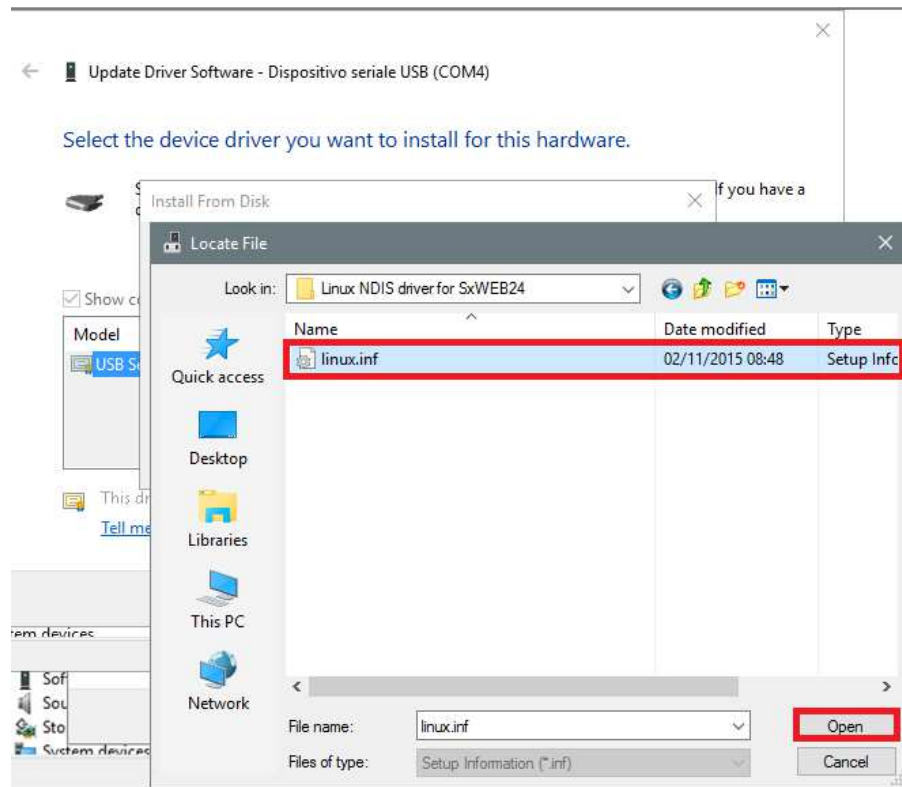 Update Driver Software - Dispositivo seriale USB (COM4)
Select the device driver you want to install for this hardware.
If you have a
Install From Disk
Locate File
Look in: Linux NDIS driver for SxWEB24
Show
Model
USB
Name Date modified Type
linux.inf 02/11/2015 08:48 Setup Info
Quick access
Desktop
Libraries
This PC
Network
This
Tell me
System devices
File name: linux.inf Open
Files of type: Setup Information (*.inf) Cancel